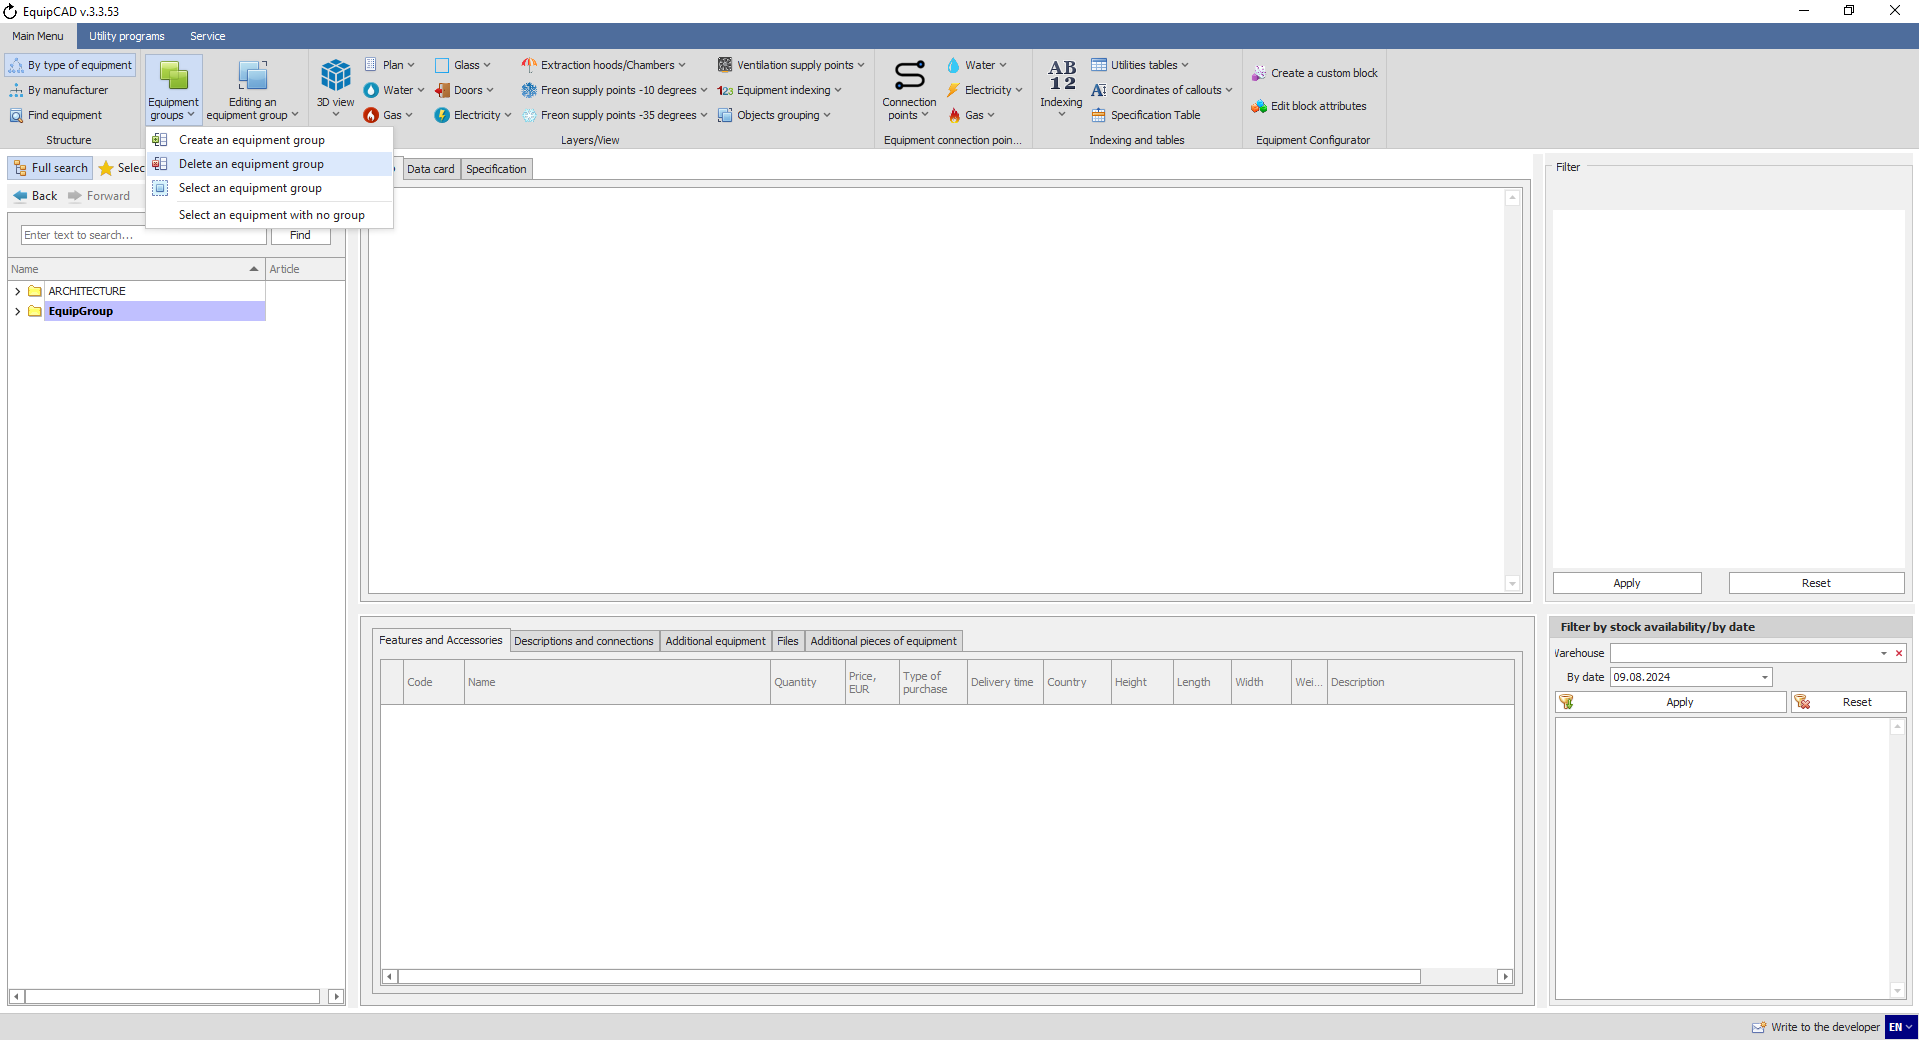 EquipCAD v.3.3.53
Main Menu Utility programs Service
By type of equipment
By manufacturer
Find equipment
Structure
Equipment groups
Editing an equipment group
3D view
Plan Glass Extraction hoods/Chambers Ventilation supply points
Water Doors Freon supply points -10 degrees 123 Equipment indexing
Gas Electricity Freon supply points -35 degrees Objects grouping
Layers/View
Connection points
Water
Electricity
Gas
Equipment connection poin...
AB
12
Indexing
Utilities tables
Coordinates of callouts
Specification Table
Indexing and tables
Create a custom block
Edit block attributes
Equipment Configurator
Create an equipment group
Delete an equipment group
Select an equipment group
Select an equipment with no group
Full search Selec
Back Forward
Enter text to search... Find
Name Article
ARCHITECTURE
EquipGroup
Data card Specification
Filter
Apply Reset
Features and Accessories Descriptions and connections Additional equipment Files Additional pieces of equipment
Code Name Quantity Price, EUR Type of purchase Delivery time Country Height Length Width Wei... Description
Filter by stock availability/by date
Warehouse
By date 09.08.2024
Apply Reset
Write to the developer EN